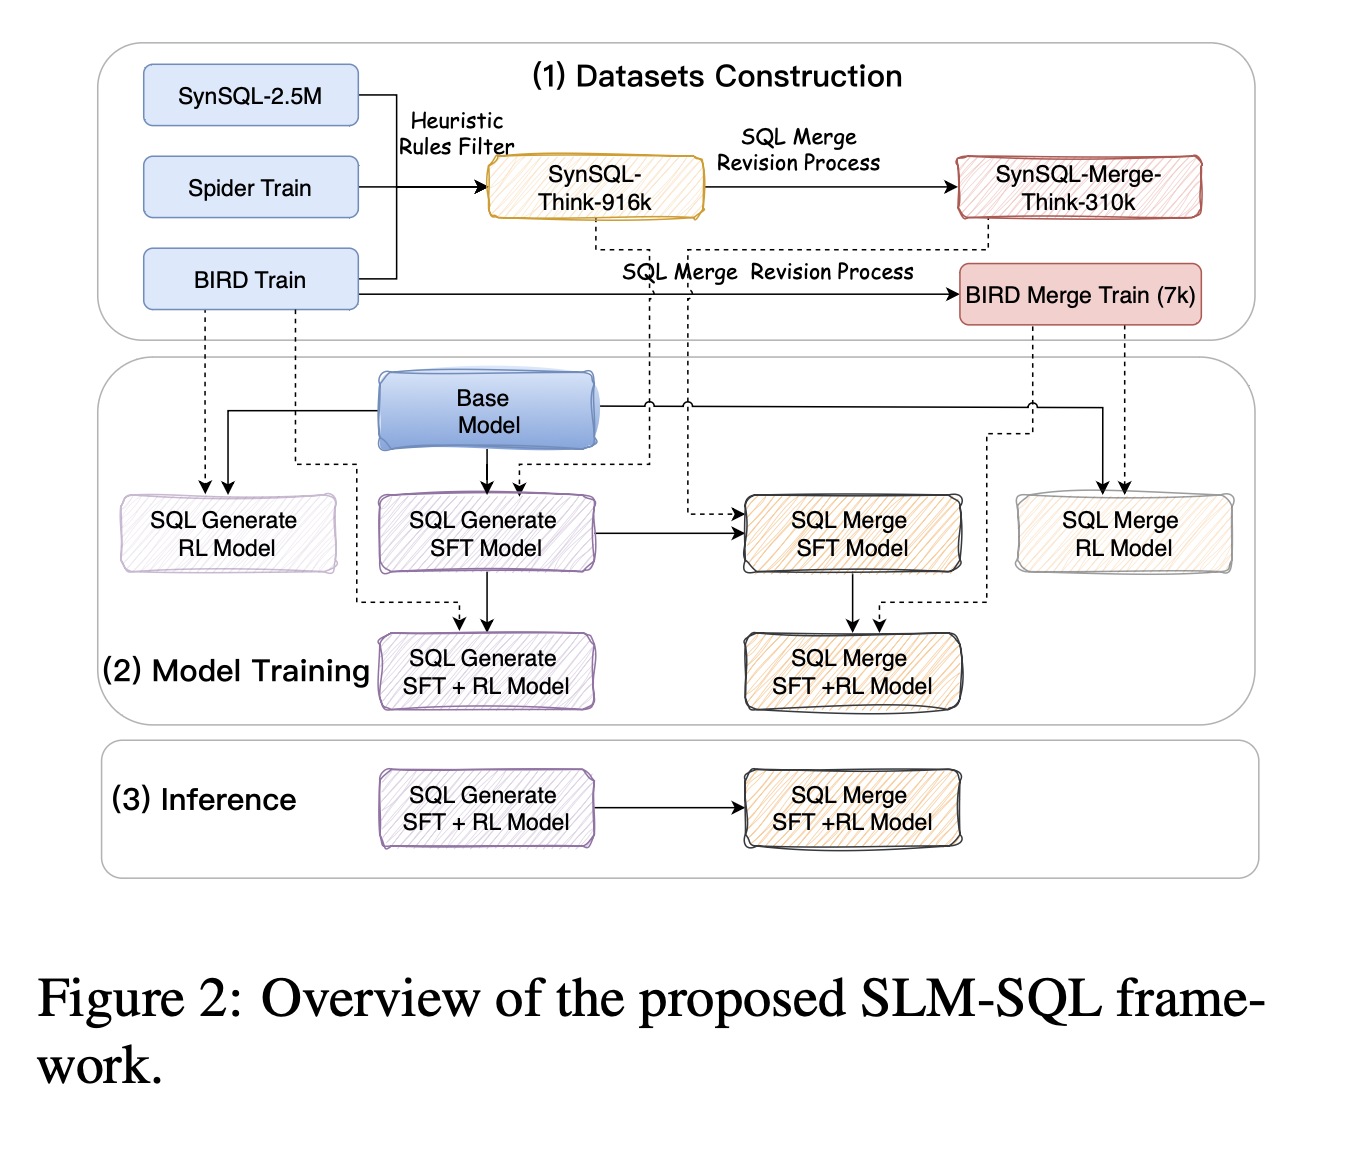 (1) Datasets Construction
SynSQL-2.5M
Heuristic
Rules Filter
SQL Merge
Revision Process
Spider Train
SynSQL-
Think-916k
SynSQL-Merge-
Think-310k
BIRD Train
SQL Merge Revision Process
BIRD Merge Train (7k)
Base
Model
SQL Generate
RL Model
SQL Generate
SFT Model
SQL Merge
SFT Model
SQL Merge
RL Model
(2) Model Training
SQL Generate
SFT + RL Model
SQL Merge
SFT +RL Model
(3) Inference
SQL Generate
SFT + RL Model
SQL Merge
SFT +RL Model
Figure 2: Overview of the proposed SLM-SQL frame-
work.